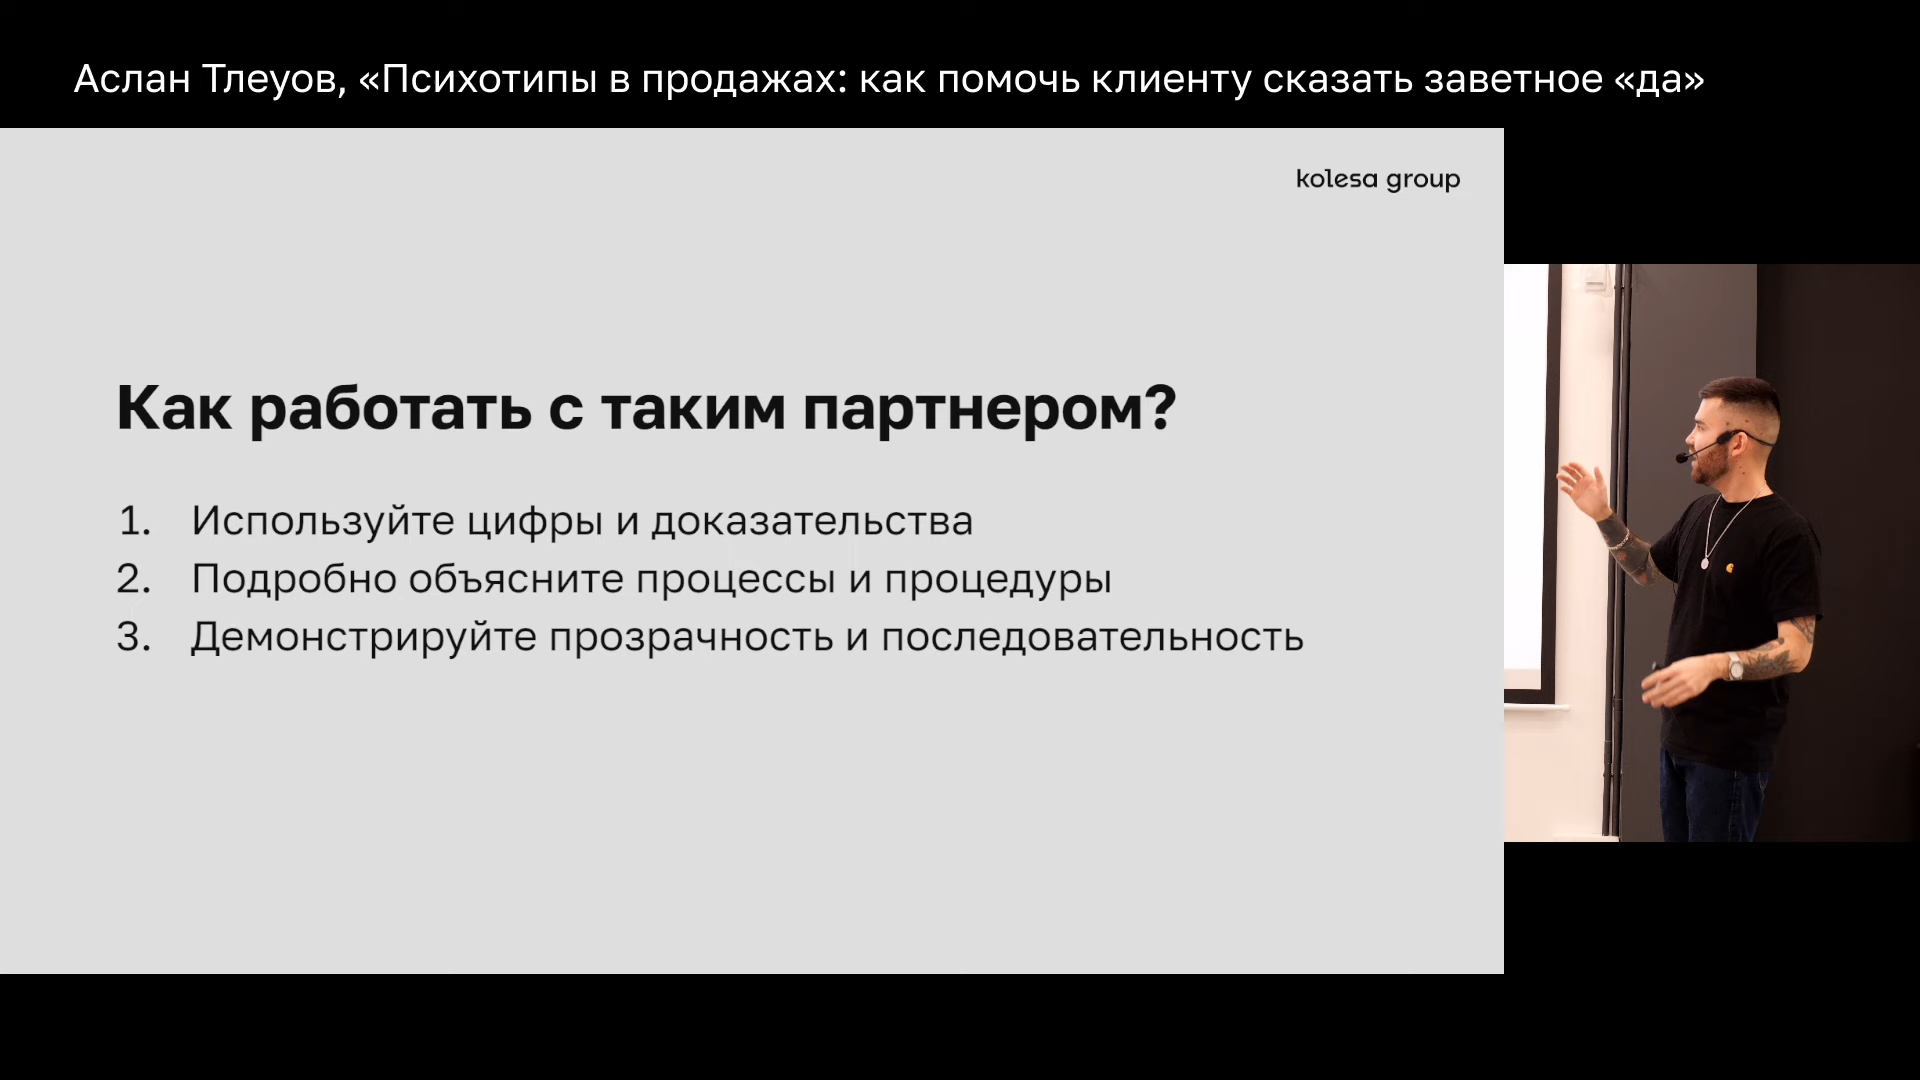 Аслан Тлеуов, «Психотипы в продажах: как помочь клиенту сказать заветное «да»
kolesa group
Как работать с таким партнером?
1. Используйте цифры и доказательства
2. Подробно объясните процессы и процедуры
3. Демонстрируйте прозрачность и последовательность